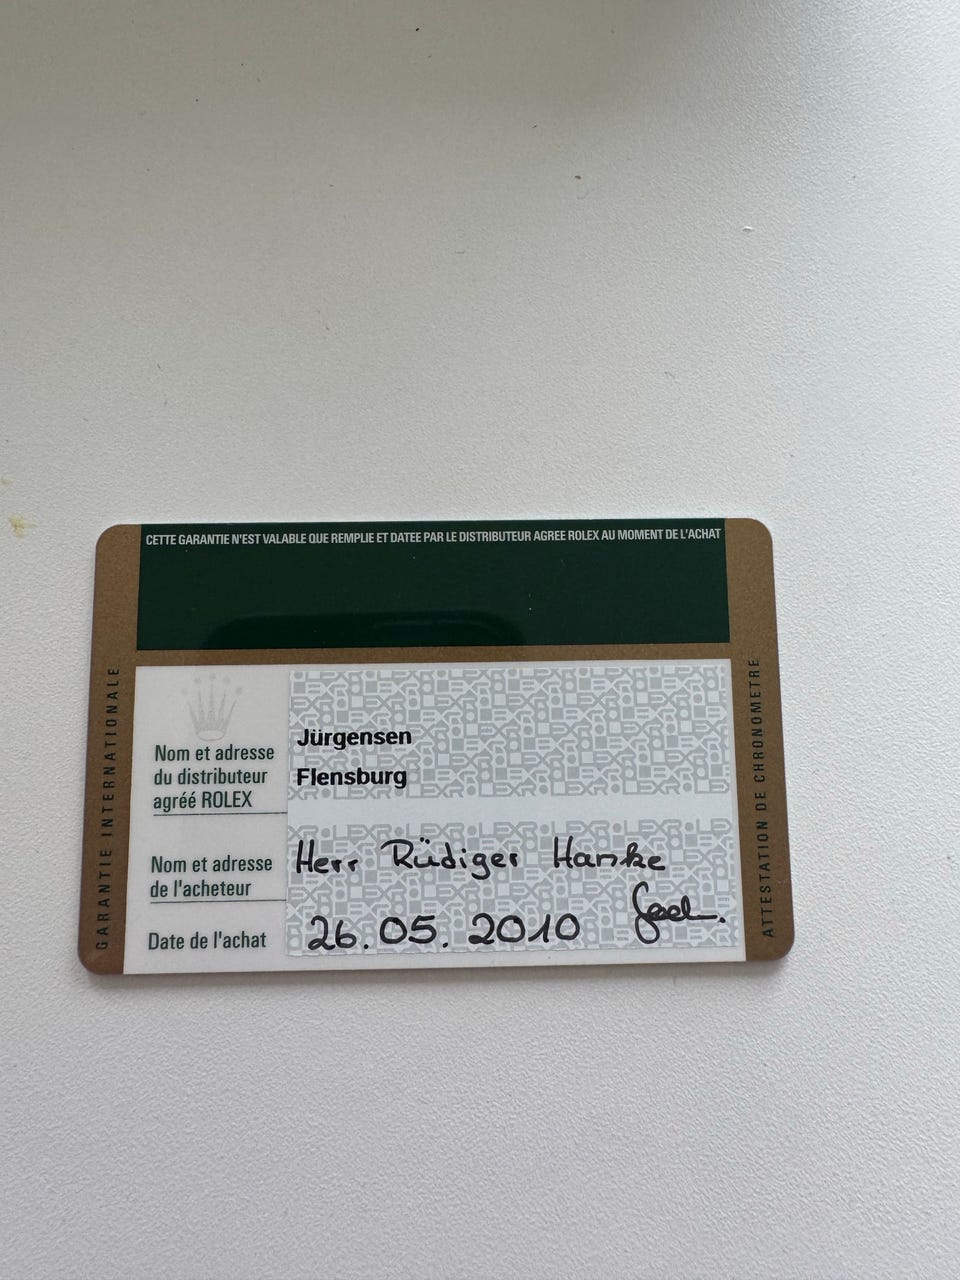 CETTE GARANTIE N'EST VALABLE QUE REMPLIE ET DATEE PAR LE DISTRIBUTEUR AGREE ROLEX AU MOMENT DE L'ACHAT
GARANTIE INTERNATIONALE
Nom et adresse
du distributeur
agréé ROLEX
Jürgensen
Flensburg
Nom et adresse
de l'acheteur
Herr Rüdiger Hanke
Date de l'achat
26.05.2010
ATTESTATION DE CHRONOMETRE